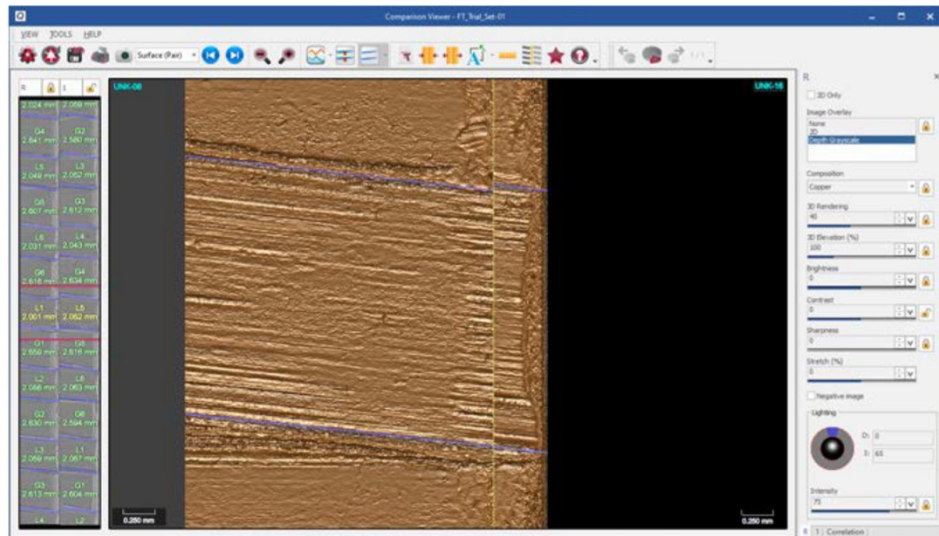 Comparison Viewer - FT_Trial_Set-01
VIEW TOOLS HELP
Surface (Pair)
R I
2.024 mm 2.068 mm
G4 G2
2.641 mm 2.580 mm
L5 L3
2.049 mm 2.062 mm
G5 G3
2.607 mm 2.612 mm
L6 L4
2.031 mm 2.043 mm
G6 G4
2.616 mm 2.634 mm
L1 L5
2.001 mm 2.082 mm
G1 G5
2.659 mm 2.616 mm
L2 L6
2.066 mm 2.063 mm
G2 G6
2.630 mm 2.594 mm
L3 L1
2.069 mm 2.067 mm
G3 G1
2.613 mm 2.604 mm
L4 L2
UNK-08 UNK-16
0.250 mm 0.250 mm
R
3D Only
Image Overlay
None
2D
Depth Grayscale
Composition
Copper
3D Rendering
40
3D Elevation (%)
100
Brightness
0
Contrast
0
Sharpness
0
Stretch (%)
0
Negative image
Lighting
D: 0
I: 65
Intensity
75
R I Correlation